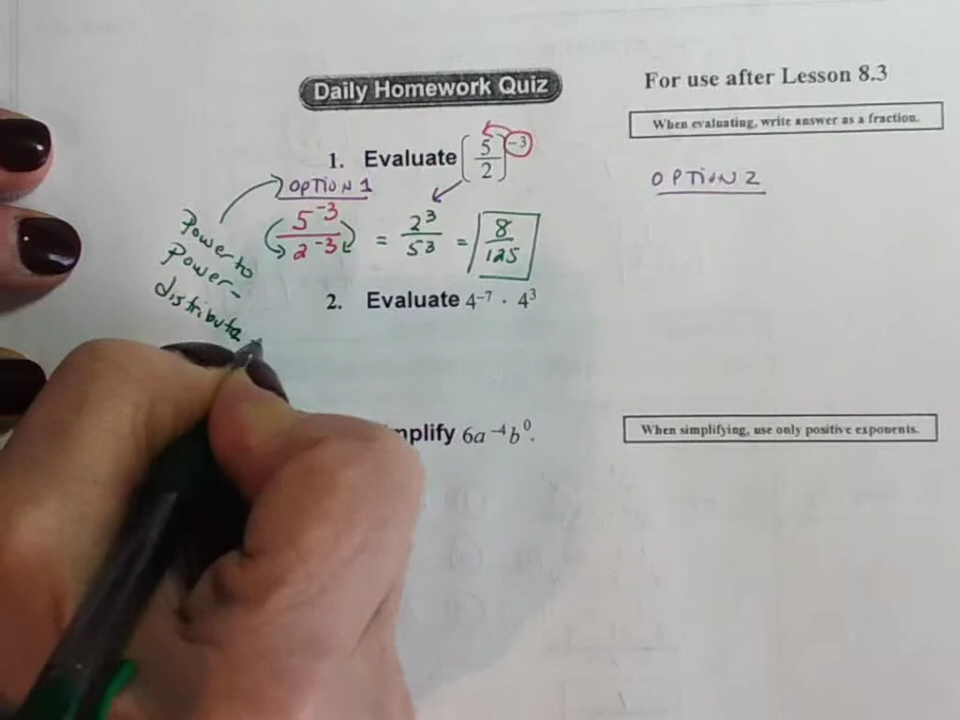 Daily Homework Quiz
For use after Lesson 8.3
When evaluating, write answer as a fraction.
1. Evaluate (5/2)^-3
OPTION 1
OPTION 2
5^-3/2^-3 = 2^3/5^3 = 8/125
Power to
Power-
distribute
2. Evaluate 4^-7 · 4^3
mplify 6a^-4b^0.
When simplifying, use only positive exponents.